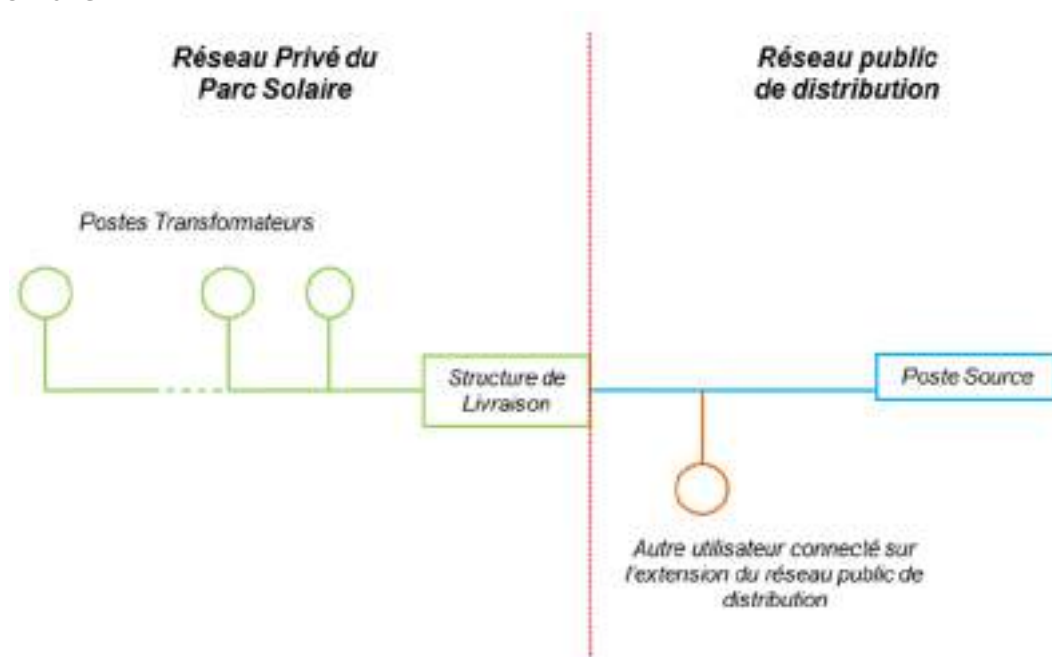 Réseau Privé du
Parc Solaire
Réseau public
de distribution
Postes Transformateurs
Structure de
Livraison
Poste Source
Autre utilisateur connecté sur
l'extension du réseau public de
distribution